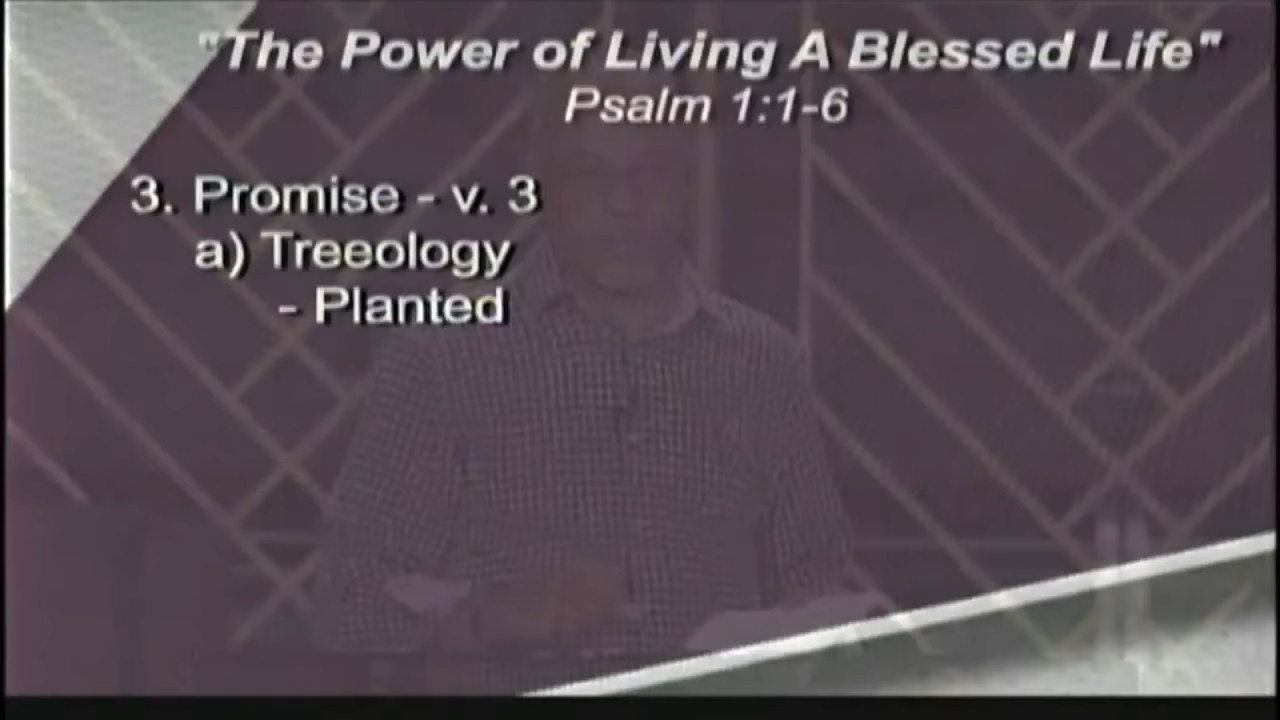 "The Power of Living A Blessed Life"
Psalm 1:1-6
3. Promise - v. 3
a) Treeology
- Planted